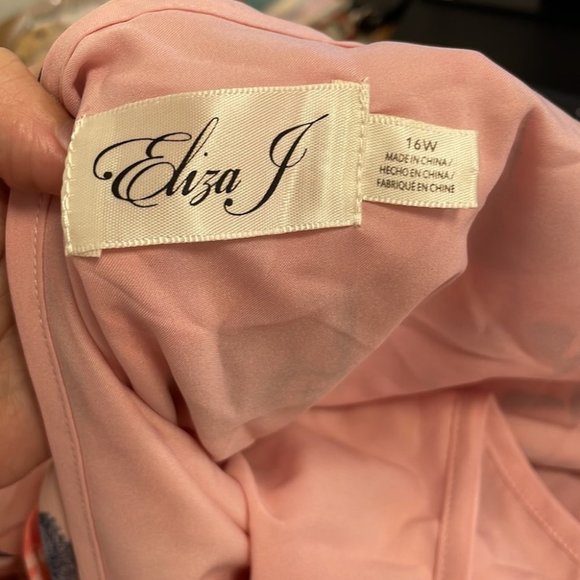 Eliza J
16W
MADE IN CHINA/
HECHO EN CHINA/
FABRIQUÉ EN CHINE